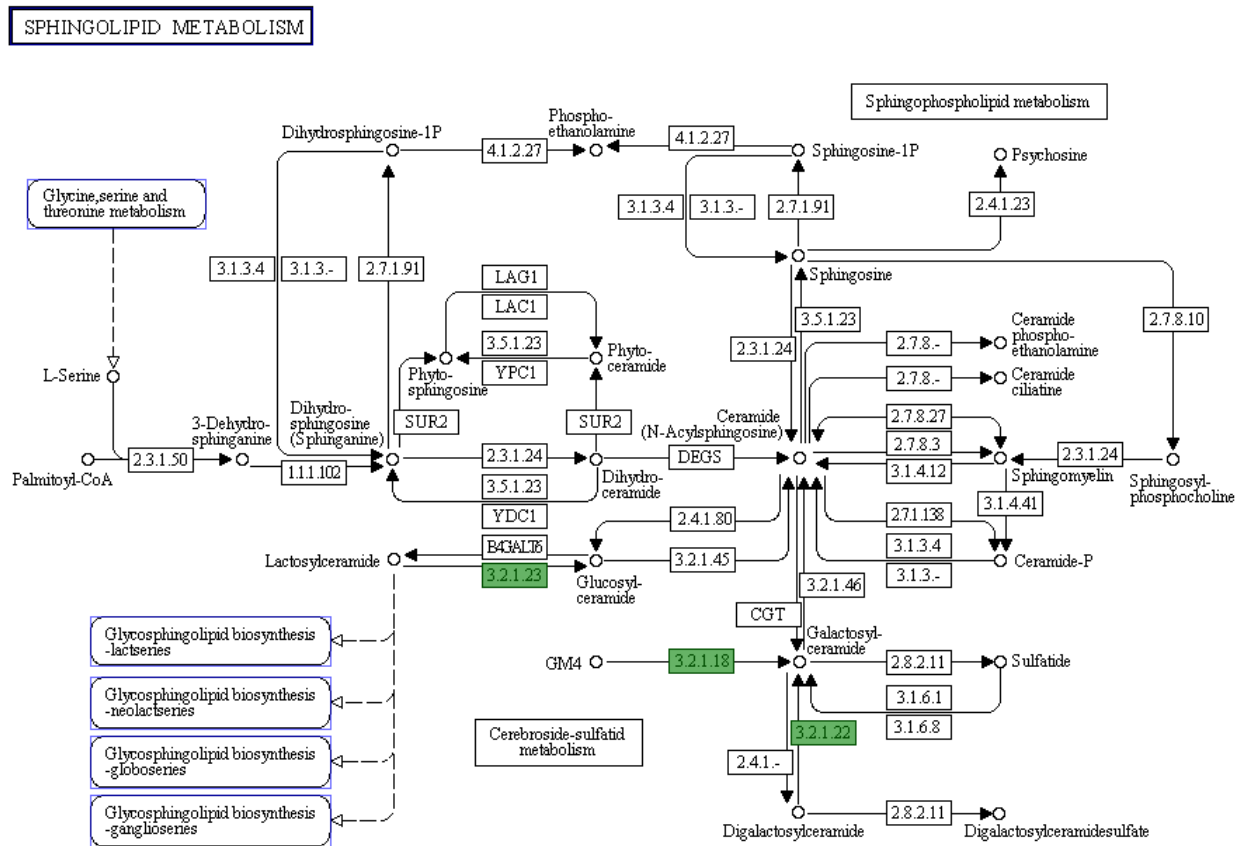 SPHINGOLIPID METABOLISM
Sphingophospholipid metabolism
Dihydrosphingosine-1P
4.1.2.27
Phospho-
ethanolamine
4.1.2.27
Sphingosine-1P
Psychosine
Glycine,serine and
threonine metabolism
3.1.3.4
3.1.3.-
2.7.1.91
2.4.1.23
3.1.3.4
3.1.3.-
2.7.1.91
Sphingosine
LAG1
LAC1
3.5.1.23
YPC1
Phyto-
sphingosine
Phyto-
ceramide
2.3.1.24
3.5.1.23
2.7.8.10
2.7.8.-
Ceramide
phospho-
ethanolamine
2.7.8.-
Ceramide
ciliatine
L-Serine
3-Dehydro-
sphinganine
Dihydro-
sphingosine
(Sphinganine)
SUR2
SUR2
Ceramide
(N-Acylsphingosine)
2.7.8.27
2.7.8.3
3.1.4.12
Palmitoyl-CoA
2.3.1.50
1.1.1.102
2.3.1.24
3.5.1.23
YDC1
Dihydro-
ceramide
DEGS
Sphingomyelin
2.3.1.24
Sphingosyl-
phosphocholine
3.1.4.41
2.4.1.80
2.7.1.138
3.1.3.4
3.1.3.-
Ceramide-P
Lactosylceramide
B4GALT6
3.2.1.23
Glucosyl-
ceramide
3.2.1.45
3.2.1.46
CGT
Glycosphingolipid biosynthesis
-lactseries
Glycosphingolipid biosynthesis
-neolactseries
Glycosphingolipid biosynthesis
-globoseries
Glycosphingolipid biosynthesis
-ganglioseries
GM4
3.2.1.18
Galactosyl-
ceramide
2.8.2.11
Sulfatide
3.1.6.1
3.1.6.8
Cerebroside-sulfatid
metabolism
3.2.1.22
2.4.1.-
Digalactosylceramide
2.8.2.11
Digalactosylceramidesulfate